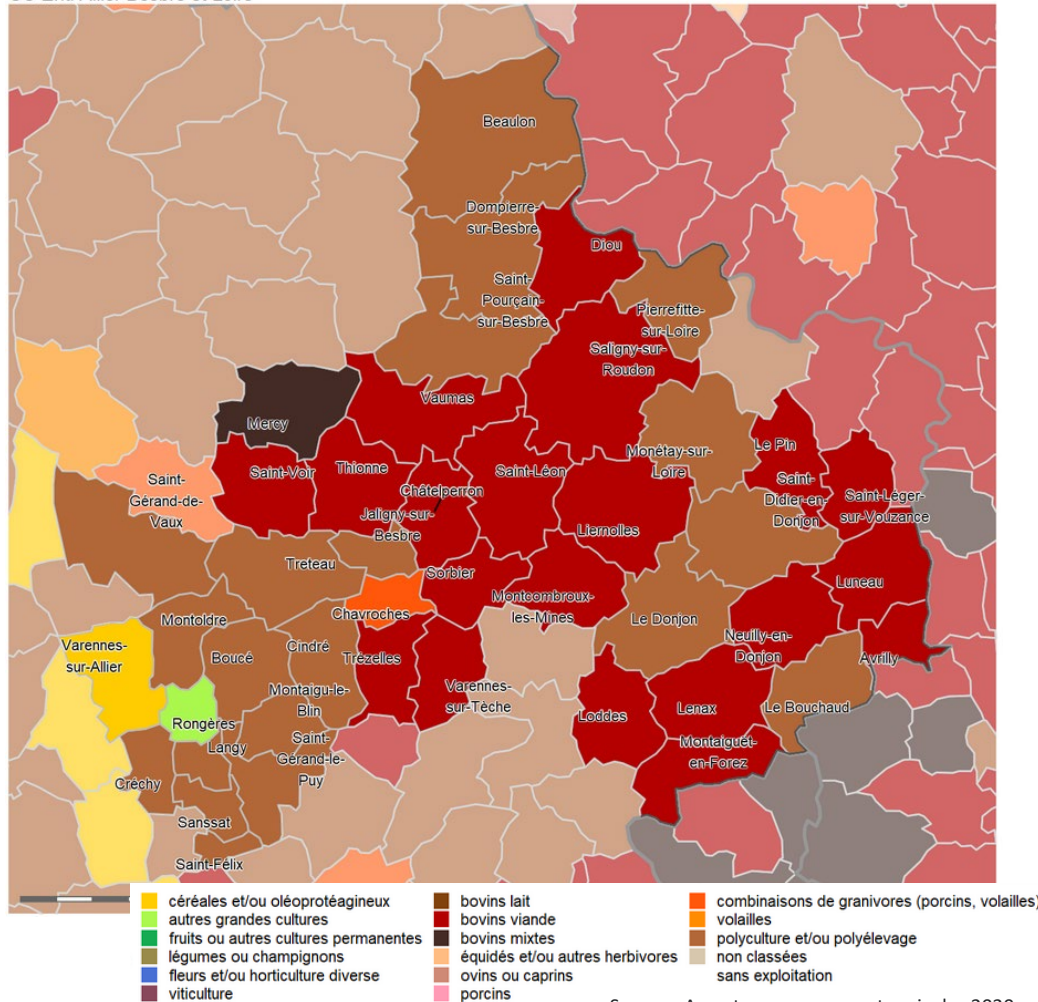 Beaulon
Dompierre-
sur-Besbre
Diou
Saint-
Pourçain-
sur-Besbre
Pierrefitte-
sur-Loire
Saligny-sur-
Roudon
Vaumas
Mercy
Monétay-sur-
Loire
Le Pin
Saint-Voir
Thionne
Saint-Léon
Saint-
Gérand-de-
Vaux
Châtelperron
Saint-
Didier-en-
Donjon
Saint-Léger-
sur-Vouzance
Jaligny-sur-
Besbre
Liernolles
Treteau
Sorbier
Luneau
Montcombroux-
les-Mines
Chavroches
Montoldre
Le Donjon
Varennes-
sur-Allier
Boucé
Cindré
Trézelles
Neuilly-en-
Donjon
Avrilly
Montaigu-le-
Blin
Varennes-
sur-Tèche
Rongères
Loddes
Lenax
Le Bouchaud
Langy
Saint-
Gérand-le-
Puy
Montaiguët-
en-Forez
Créchy
Sanssat
Saint-Félix
céréales et/ou oléoprotéagineux
autres grandes cultures
fruits ou autres cultures permanentes
légumes ou champignons
fleurs et/ou horticulture diverse
viticulture
bovins lait
bovins viande
bovins mixtes
équidés et/ou autres herbivores
ovins ou caprins
porcins
combinaisons de granivores (porcins, volailles)
volailles
polyculture et/ou polyélevage
non classées
sans exploitation